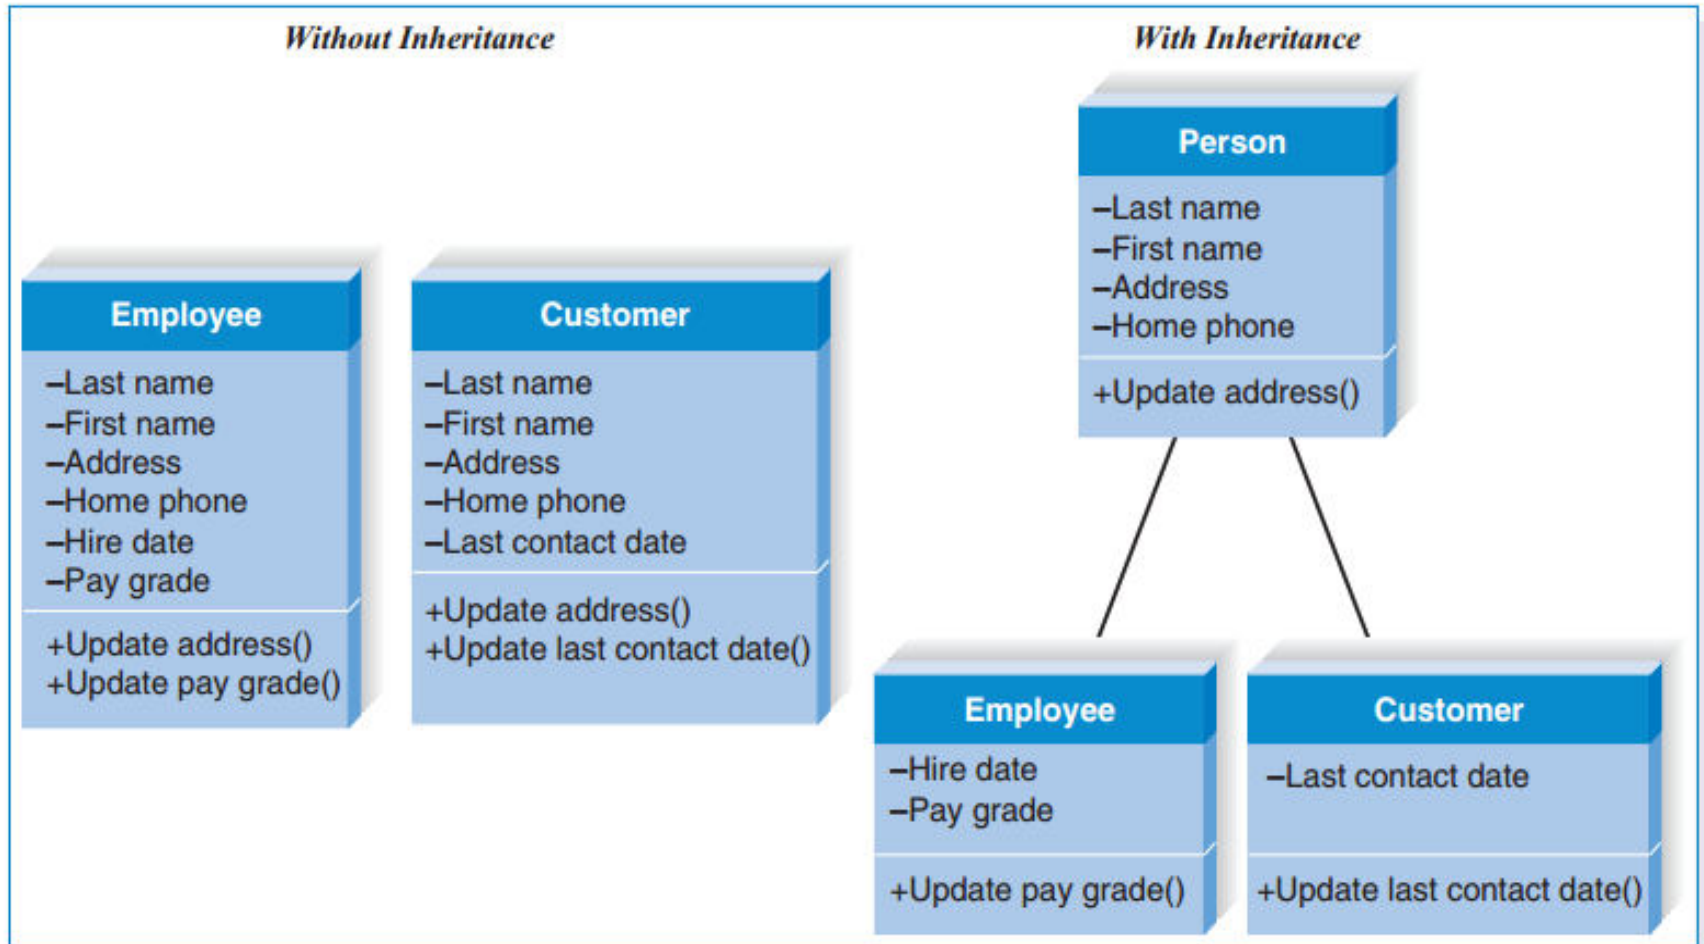 Without Inheritance
Employee
–Last name
–First name
–Address
–Home phone
–Hire date
–Pay grade
+Update address()
+Update pay grade()
Customer
–Last name
–First name
–Address
–Home phone
–Last contact date
+Update address()
+Update last contact date()
With Inheritance
Person
–Last name
–First name
–Address
–Home phone
+Update address()
Employee
–Hire date
–Pay grade
+Update pay grade()
Customer
–Last contact date
+Update last contact date()